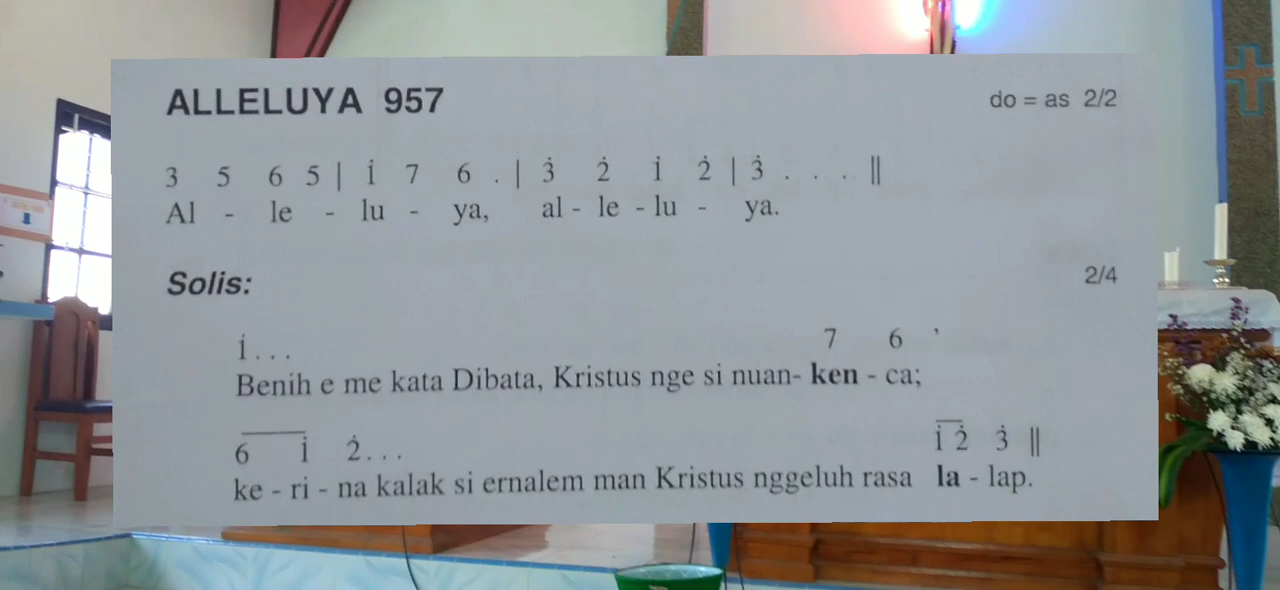 ALLELUYA 957 do = as 2/2
3 5 6 5 | i̇ 7 6 . | 3̇ 2̇ i̇ 2̇ | 3̇ . . . ||
Al - le - lu - ya, al - le - lu - ya.
Solis: 2/4
i̇ . . . 7 6 ’
Benih e me kata Dibata, Kristus nge si nuan- ken - ca;
6 i̇ 2̇ . . . i̇ 2̇ 3̇ ||
ke - ri - na kalak si ernalem man Kristus nggeluh rasa la - lap.